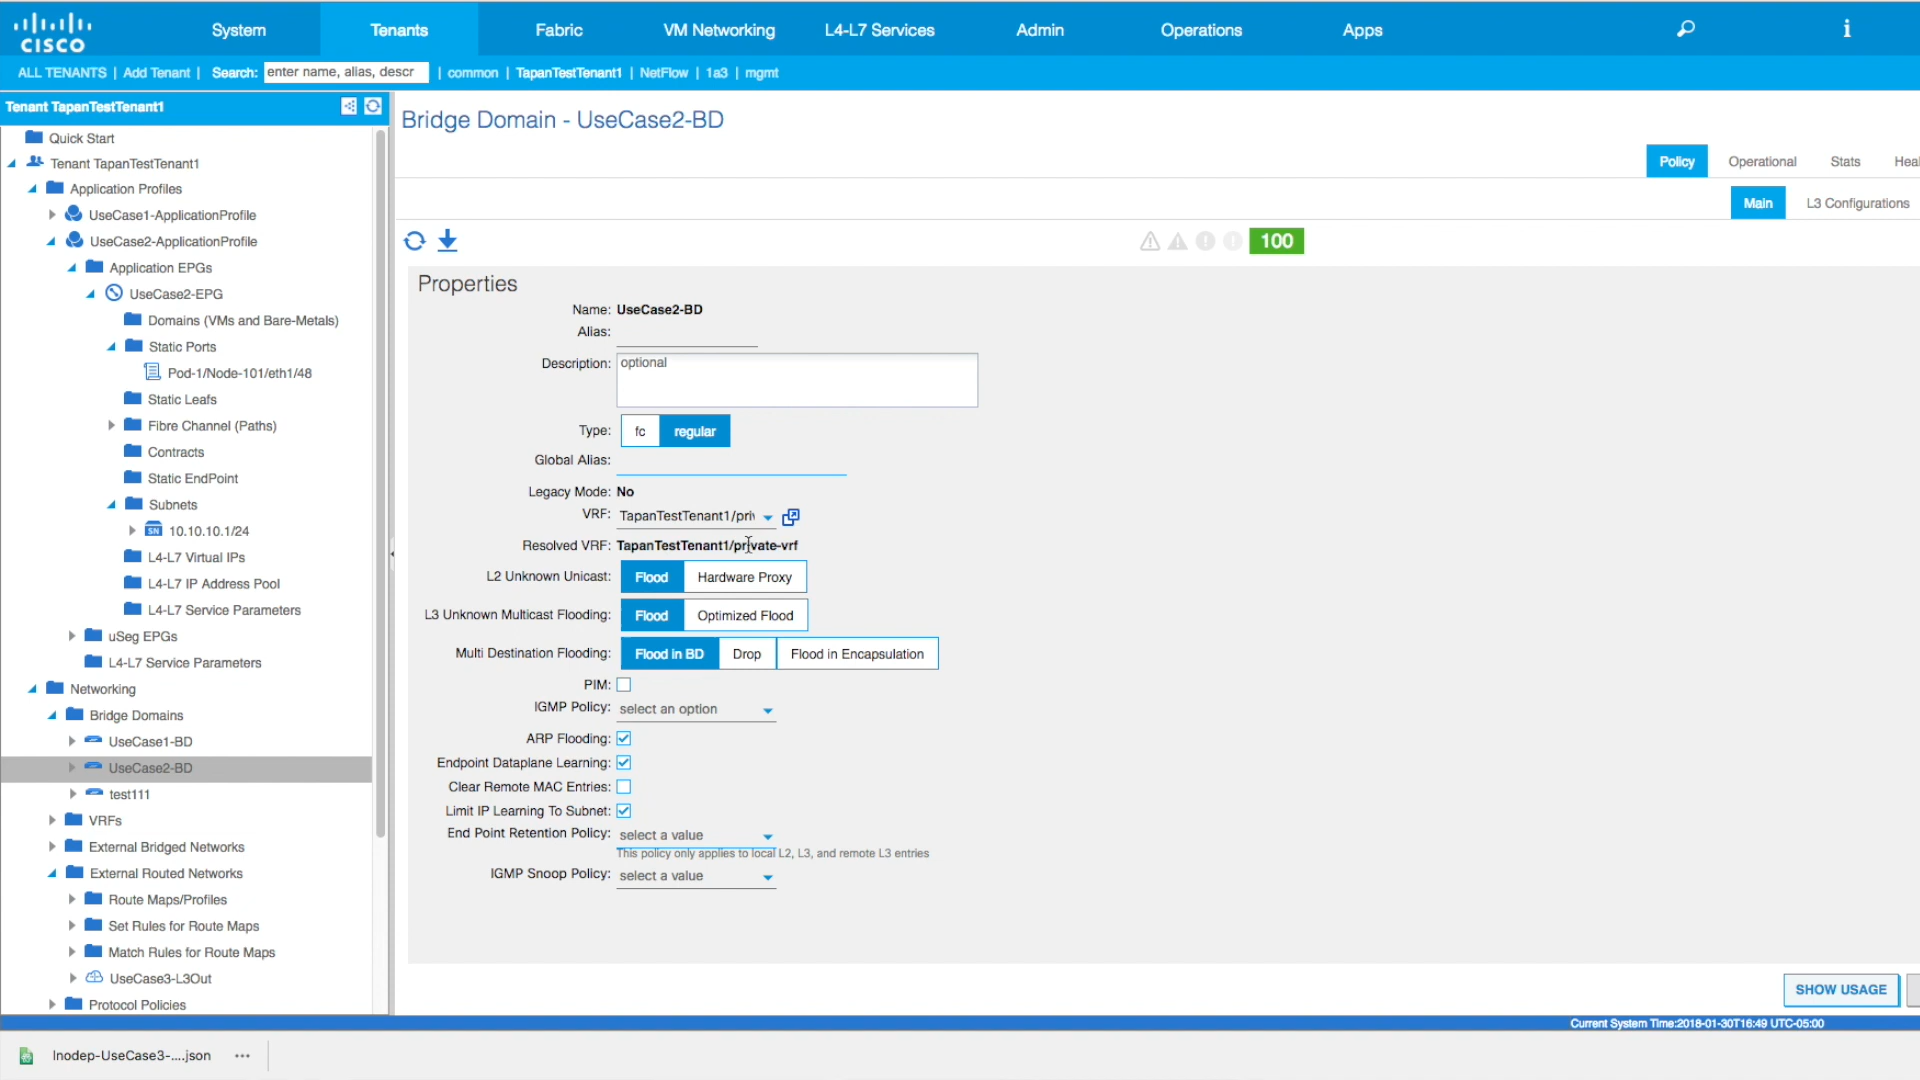 CISCO
System Tenants Fabric VM Networking L4-L7 Services Admin Operations Apps i
ALL TENANTS | Add Tenant | Search: enter name, alias, descr | common | TapanTestTenant1 | NetFlow | 1a3 | mgmt
Tenant TapanTestTenant1
Quick Start
Tenant TapanTestTenant1
Application Profiles
UseCase1-ApplicationProfile
UseCase2-ApplicationProfile
Application EPGs
UseCase2-EPG
Domains (VMs and Bare-Metals)
Static Ports
Pod-1/Node-101/eth1/48
Static Leafs
Fibre Channel (Paths)
Contracts
Static EndPoint
Subnets
SN 10.10.10.1/24
L4-L7 Virtual IPs
L4-L7 IP Address Pool
L4-L7 Service Parameters
uSeg EPGs
L4-L7 Service Parameters
Networking
Bridge Domains
UseCase1-BD
UseCase2-BD
test111
VRFs
External Bridged Networks
External Routed Networks
Route Maps/Profiles
Set Rules for Route Maps
Match Rules for Route Maps
UseCase3-L3Out
Protocol Policies
Bridge Domain - UseCase2-BD
Policy Operational Stats Heal
Main L3 Configurations
100
Properties
Name: UseCase2-BD
Alias:
Description: optional
Type: fc regular
Global Alias:
Legacy Mode: No
VRF: TapanTestTenant1/pri
Resolved VRF: TapanTestTenant1/private-vrf
L2 Unknown Unicast: Flood Hardware Proxy
L3 Unknown Multicast Flooding: Flood Optimized Flood
Multi Destination Flooding: Flood in BD Drop Flood in Encapsulation
PIM:
IGMP Policy: select an option
ARP Flooding:
Endpoint Dataplane Learning:
Clear Remote MAC Entries:
Limit IP Learning To Subnet:
End Point Retention Policy: select a value
This policy only applies to local L2, L3, and remote L3 entries
IGMP Snoop Policy: select a value
SHOW USAGE
Current System Time:2018-01-30T16:49 UTC-05:00
lnodep-UseCase3-....json